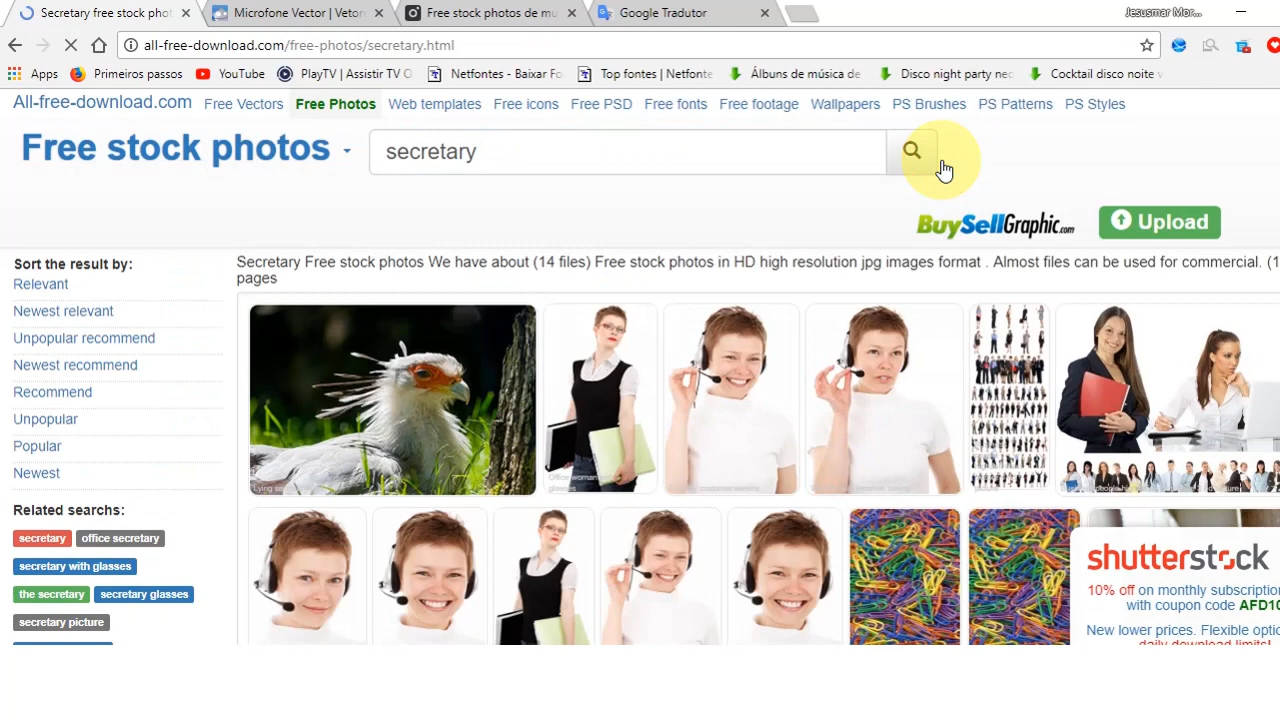 Secretary free stock phot
Microfone Vector | Vetor
Free stock photos de mu
Google Tradutor
Jesusmar Mor...
all-free-download.com/free-photos/secretary.html
Apps
Primeiros passos
YouTube
PlayTV | Assistir TV O
Netfontes - Baixar Fo
Top fontes | Netfonte
Álbuns de música de
Disco night party nec
Cocktail disco noite v
All-free-download.com
Free Vectors
Free Photos
Web templates
Free icons
Free PSD
Free fonts
Free footage
Wallpapers
PS Brushes
PS Patterns
PS Styles
Free stock photos
secretary
BuySellGraphic.com
Upload
Sort the result by:
Relevant
Newest relevant
Unpopular recommend
Newest recommend
Recommend
Unpopular
Popular
Newest
Related searchs:
secretary
office secretary
secretary with glasses
the secretary
secretary glasses
secretary picture
Secretary Free stock photos We have about (14 files) Free stock photos in HD high resolution jpg images format . Almost files can be used for commercial. (1
pages
shutterstock
10% off on monthly subscription
with coupon code AFD10
New lower prices. Flexible optio
daily download limits!